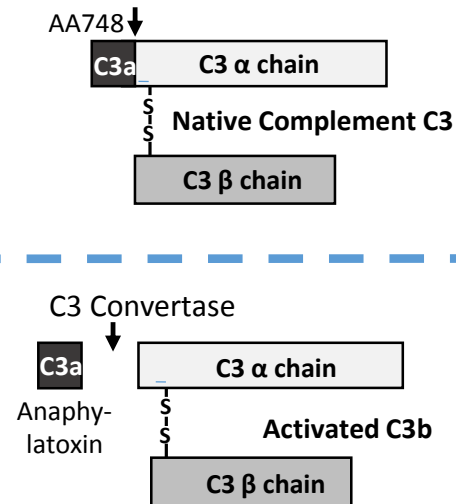 AA748
C3a
C3 α chain
S
S
Native Complement C3
C3 β chain
C3 Convertase
C3a
C3 α chain
Anaphy-
latoxin
S
S
Activated C3b
C3 β chain